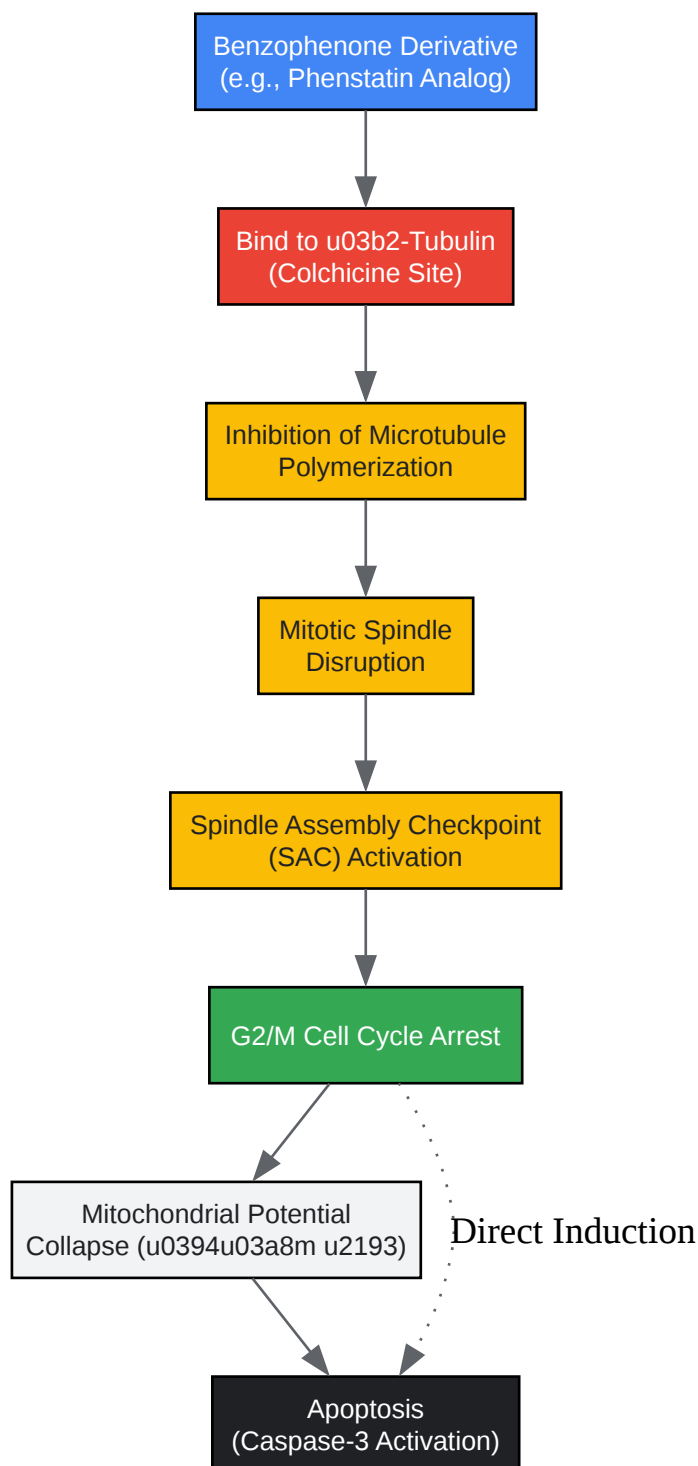 Benzophenone Derivative
(e.g., Phenstatin Analog)
Bind to u03b2-Tubulin
(Colchicine Site)
Inhibition of Microtubule
Polymerization
Mitotic Spindle
Disruption
Spindle Assembly Checkpoint
(SAC) Activation
G2/M Cell Cycle Arrest
Mitochondrial Potential
Collapse (u0394u03a8m u2193)
Direct Induction
Apoptosis
(Caspase-3 Activation)